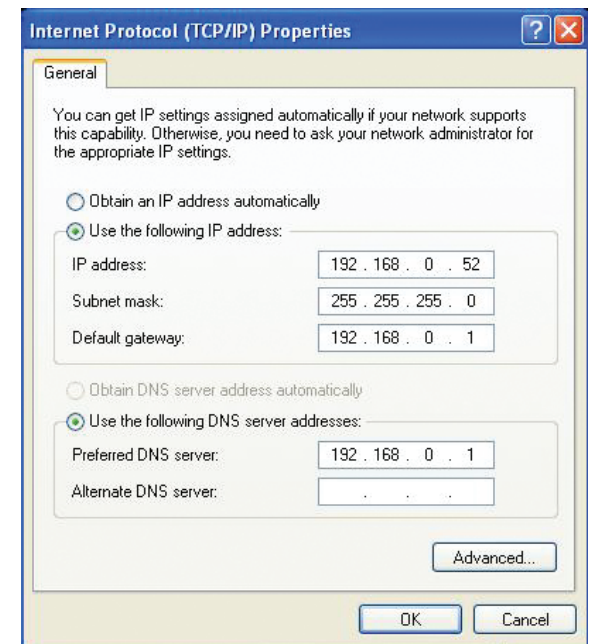 Internet Protocol (TCP/IP) Properties
General
You can get IP settings assigned automatically if your network supports
this capability. Otherwise, you need to ask your network administrator for
the appropriate IP settings.
Obtain an IP address automatically
Use the following IP address:
IP address: 192 . 168 . 0 . 52
Subnet mask: 255 . 255 . 255 . 0
Default gateway: 192 . 168 . 0 . 1
Obtain DNS server address automatically
Use the following DNS server addresses:
Preferred DNS server: 192 . 168 . 0 . 1
Alternate DNS server: . . .
Advanced...
OK Cancel